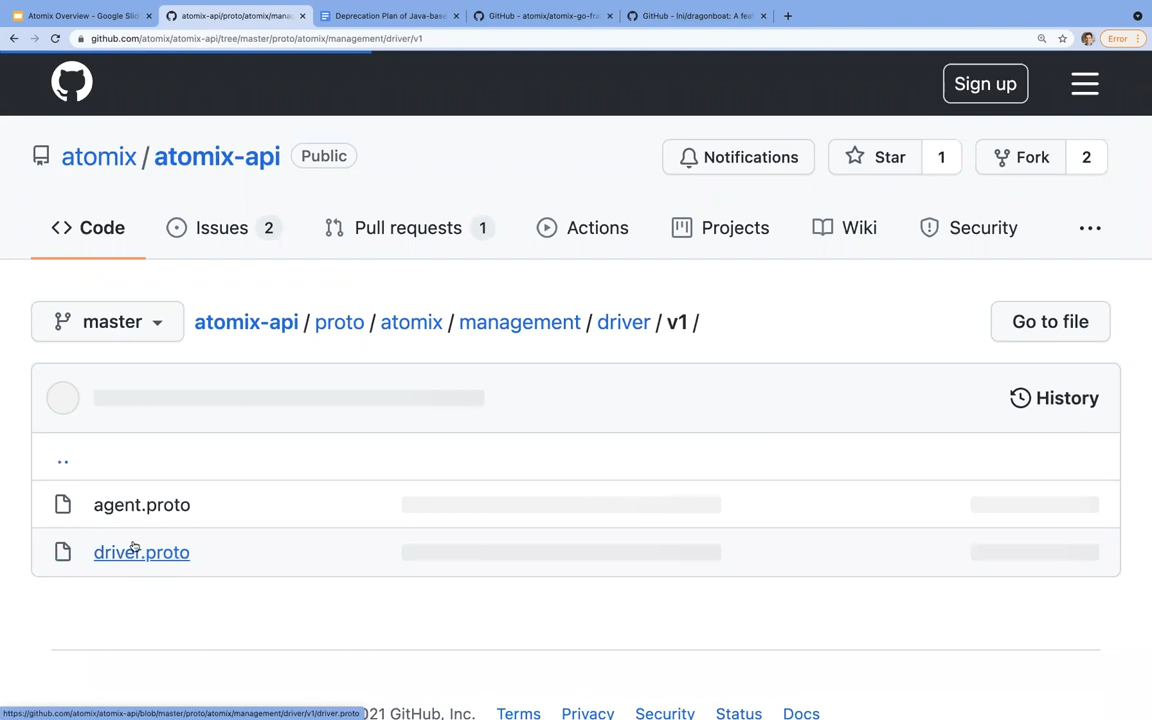 Atomix Overview - Google Slid
atomix-api/proto/atomix/mana
Deprecation Plan of Java-base
GitHub - atomix/atomix-go-fra
GitHub - lni/dragonboat: A fea
github.com/atomix/atomix-api/tree/master/proto/atomix/management/driver/v1
Error
Sign up
atomix / atomix-api Public
Notifications
Star 1
Fork 2
Code
Issues 2
Pull requests 1
Actions
Projects
Wiki
Security
master
atomix-api / proto / atomix / management / driver / v1 /
Go to file
History
..
agent.proto
driver.proto
https://github.com/atomix/atomix-api/blob/master/proto/atomix/management/driver/v1/driver.proto
021 GitHub, Inc.
Terms
Privacy
Security
Status
Docs